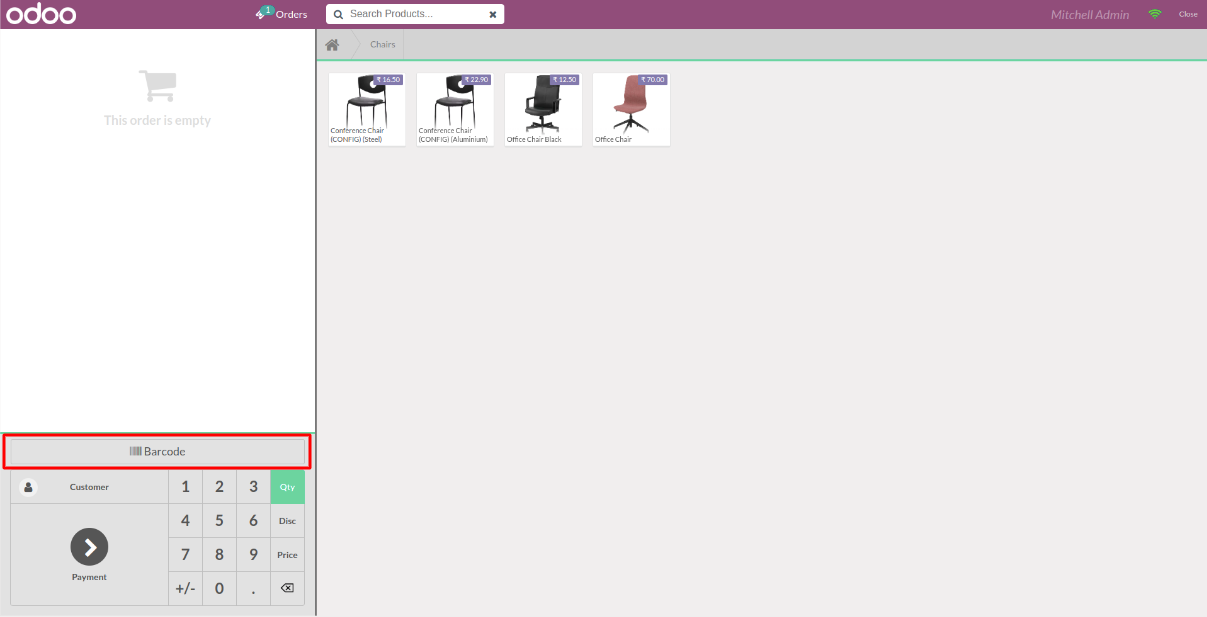 odoo
1
Orders
Search Products...
Mitchell Admin
Close
This order is empty
Chairs
₹ 16.50
Conference Chair
(CONFIG) (Steel)
₹ 22.90
Conference Chair
(CONFIG) (Aluminium)
₹ 12.50
Office Chair Black
₹ 70.00
Office Chair
Barcode
Customer
1 2 3 Qty
4 5 6 Disc
7 8 9 Price
+/- 0 .
Payment